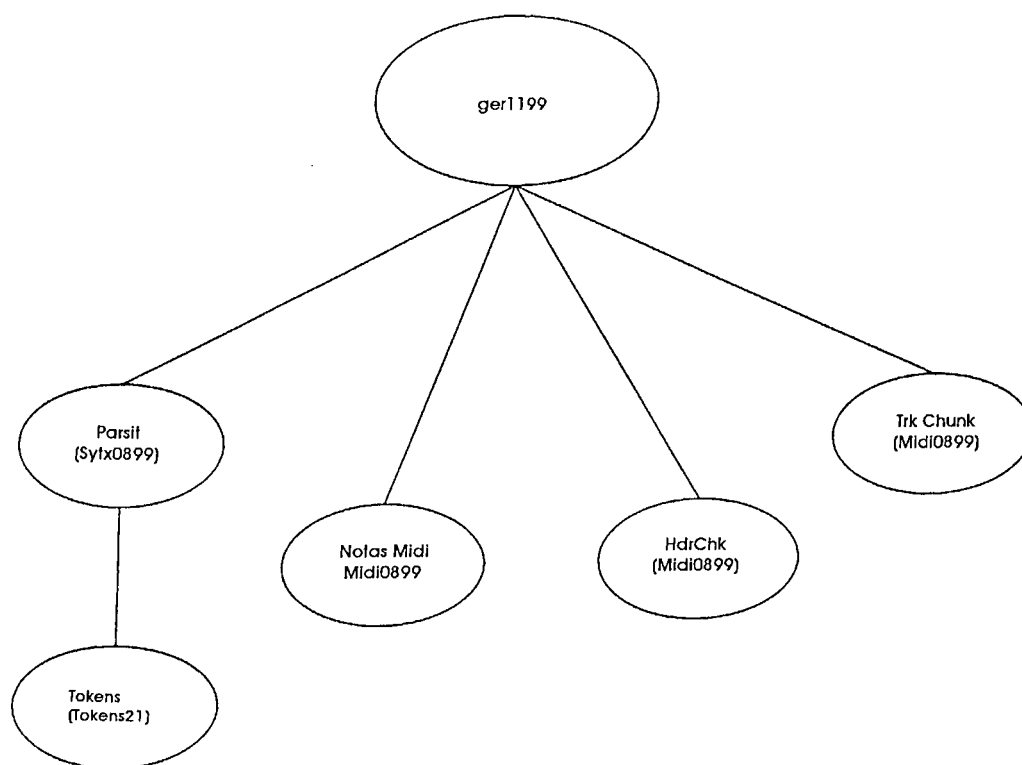 ger1199
Parsit
(Sytx0899)
Trk Chunk
(Midi0899)
Notas Midi
Midi0899
HdrChk
(Midi0899)
Tokens
(Tokens21)